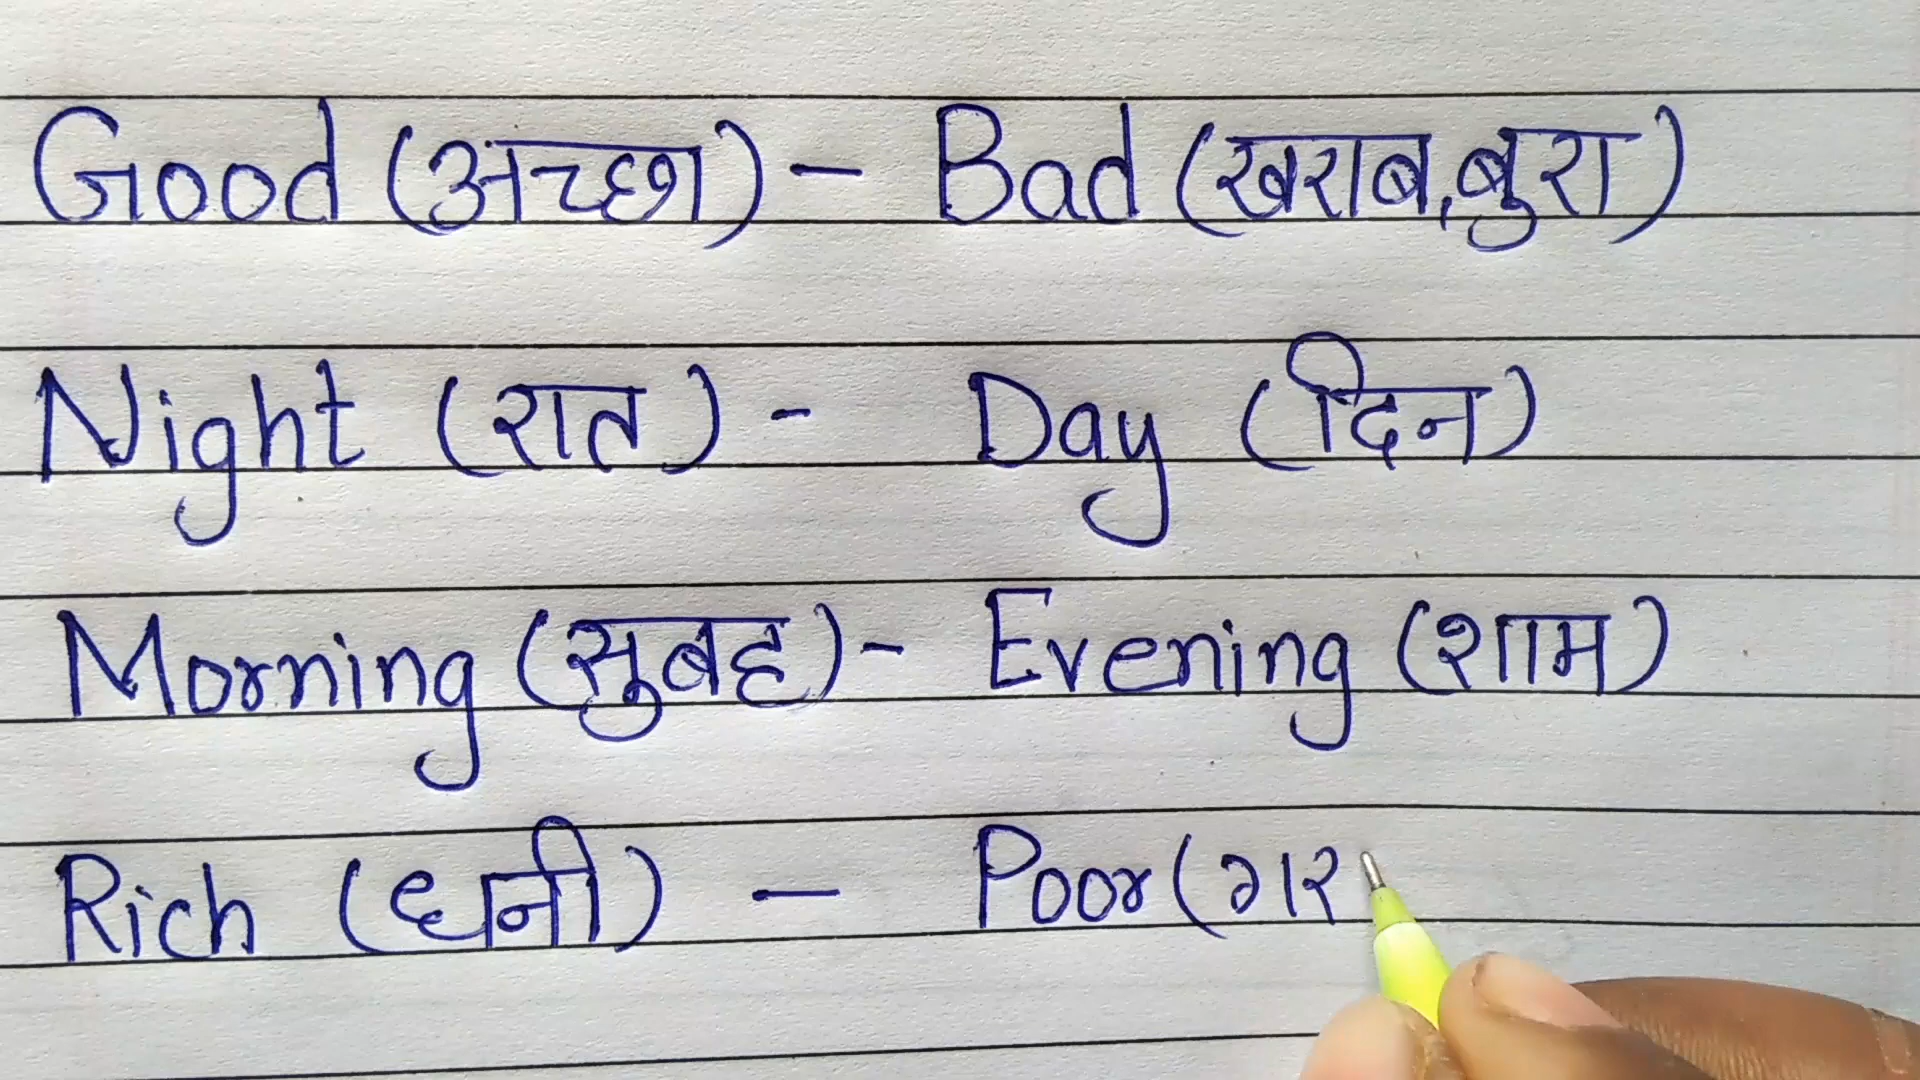 Good (अच्छा) - Bad (खराब, बुरा)
Night (रात) - Day (दिन)
Morning (सुबह) - Evening (शाम)
Rich (धनी) - Poor (गर